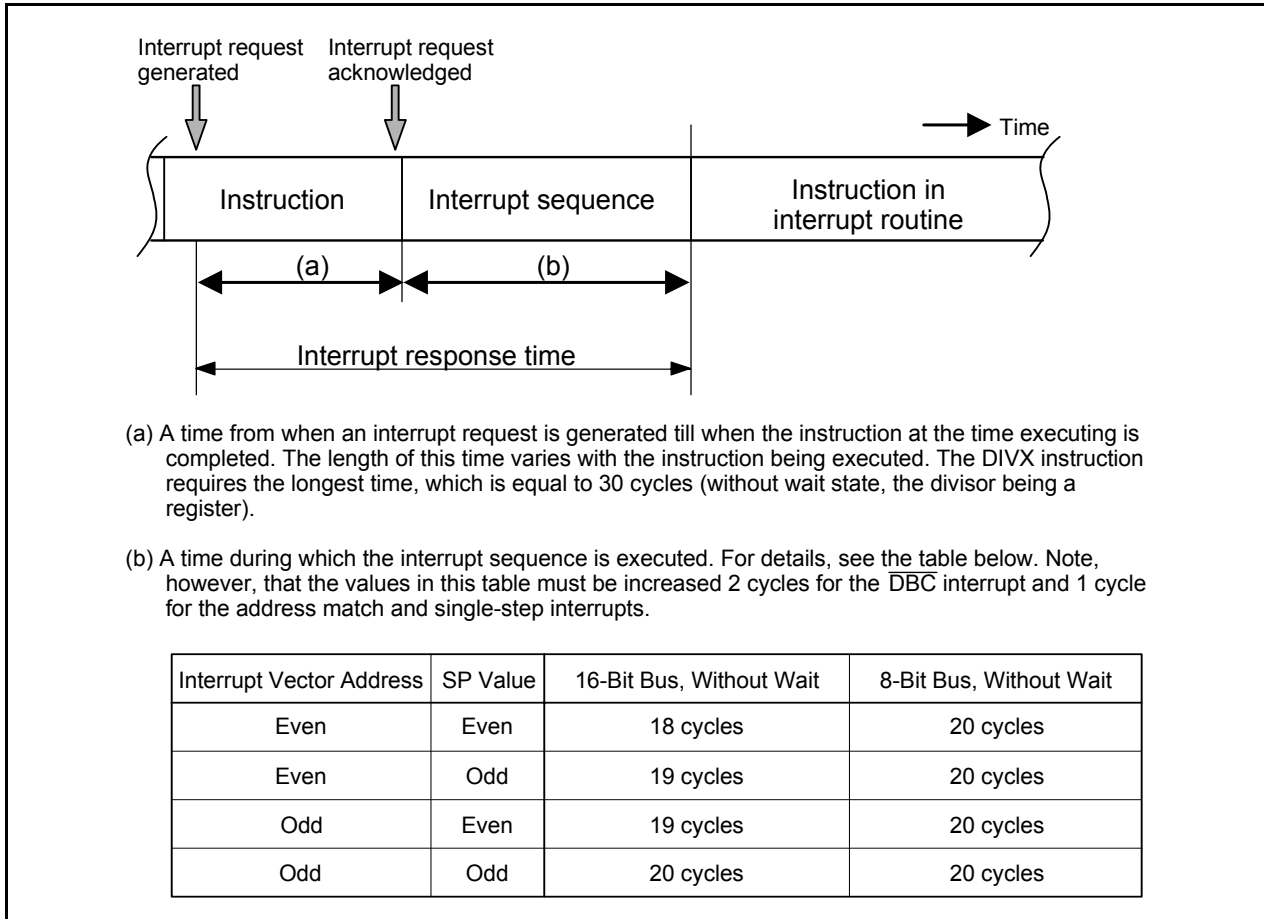 Interrupt request generated
Interrupt request acknowledged
Time
Instruction
Interrupt sequence
Instruction in
interrupt routine
(a)
(b)
Interrupt response time
(a) A time from when an interrupt request is generated till when the instruction at the time executing is
completed. The length of this time varies with the instruction being executed. The DIVX instruction
requires the longest time, which is equal to 30 cycles (without wait state, the divisor being a
register).
(b) A time during which the interrupt sequence is executed. For details, see the table below. Note,
however, that the values in this table must be increased 2 cycles for the DBC interrupt and 1 cycle
for the address match and single-step interrupts.
Interrupt Vector Address SP Value 16-Bit Bus, Without Wait 8-Bit Bus, Without Wait
Even Even 18 cycles 20 cycles
Even Odd 19 cycles 20 cycles
Odd Even 19 cycles 20 cycles
Odd Odd 20 cycles 20 cycles